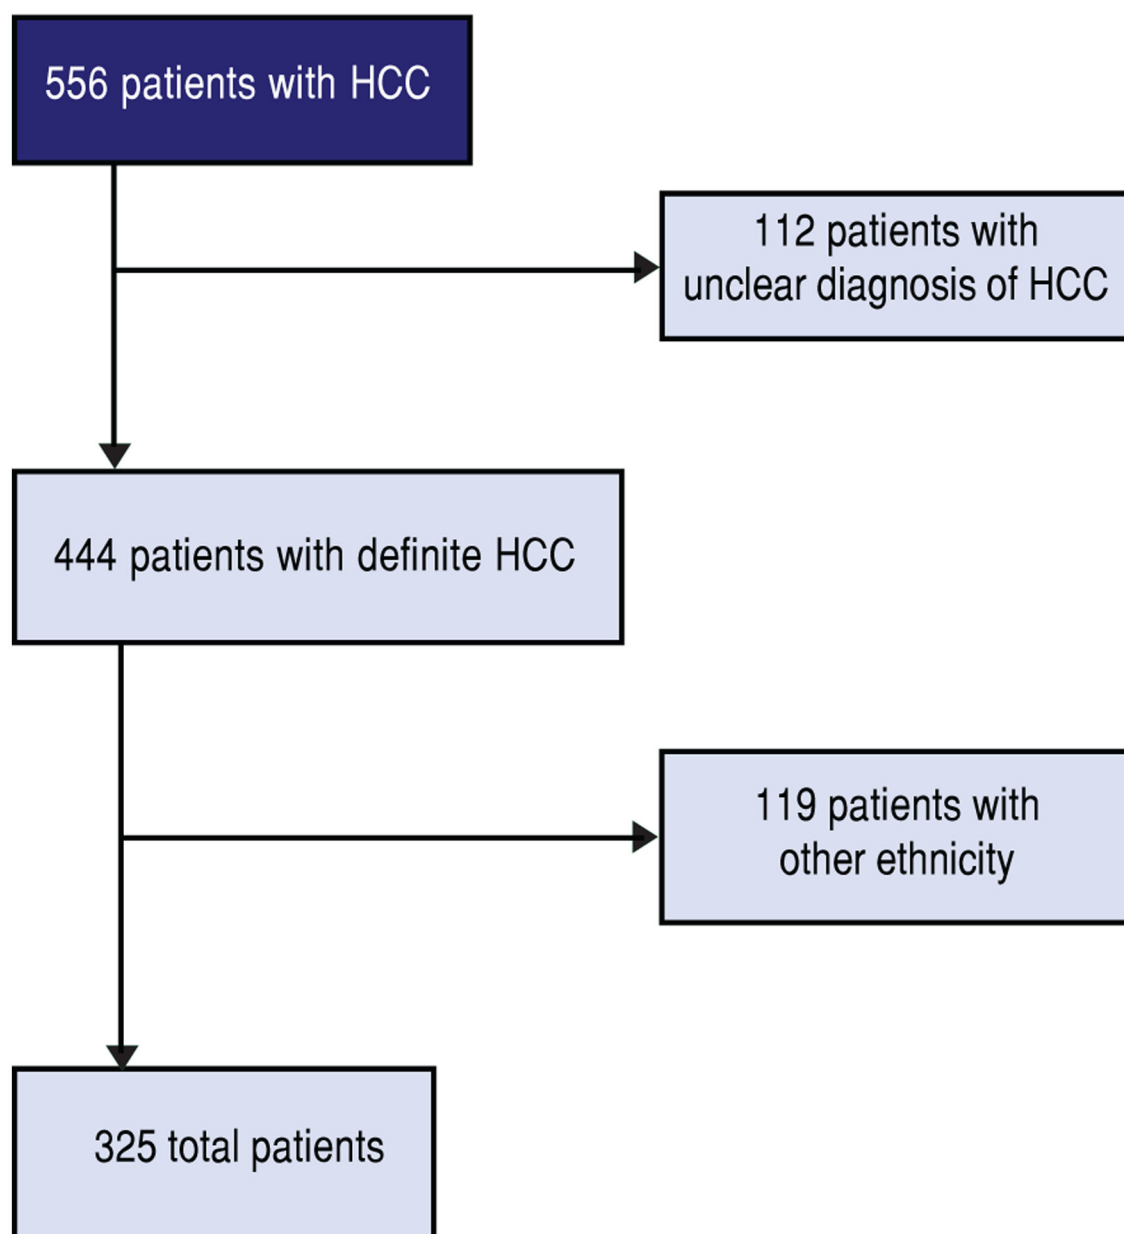 556 patients with HCC
112 patients with
unclear diagnosis of HCC
444 patients with definite HCC
119 patients with
other ethnicity
325 total patients